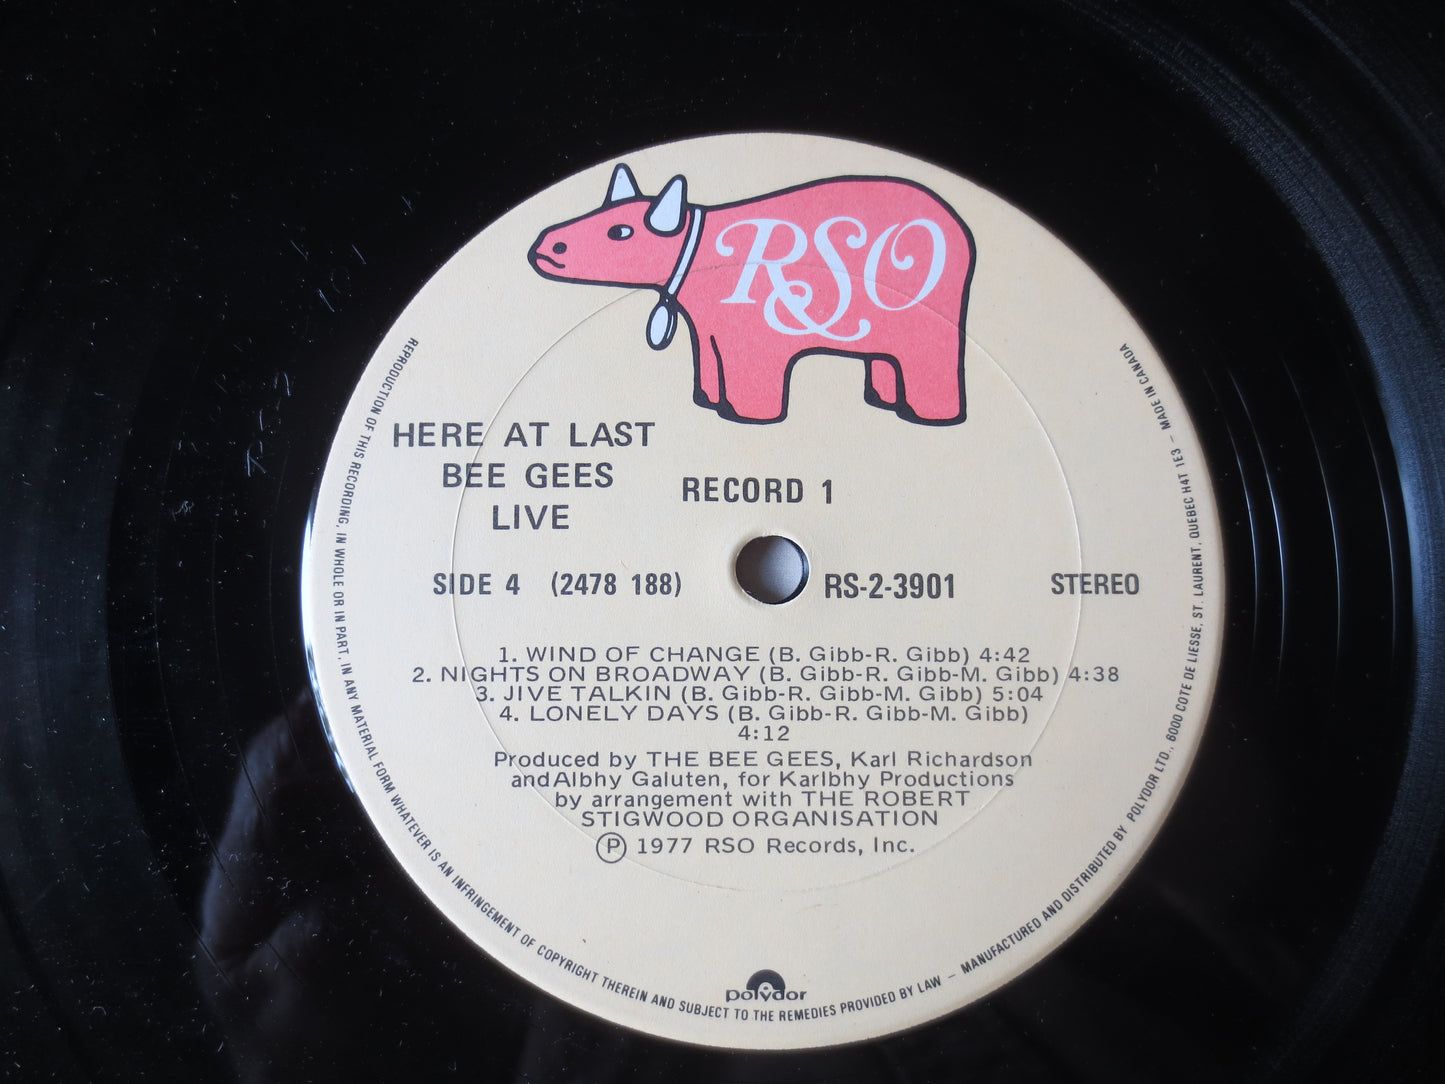 RSO
HERE AT LAST
BEE GEES
LIVE
RECORD 1
SIDE 4 (2478 188)
RS-2-3901
STEREO
1. WIND OF CHANGE (B. Gibb-R. Gibb) 4:42
2. NIGHTS ON BROADWAY (B. Gibb-R. Gibb-M. Gibb) 4:38
3. JIVE TALKIN (B. Gibb-R. Gibb-M. Gibb) 5:04
4. LONELY DAYS (B. Gibb-R. Gibb-M. Gibb)
4:12
Produced by THE BEE GEES, Karl Richardson
and Albhy Galuten, for Karlbhy Productions
by arrangement with THE ROBERT
STIGWOOD ORGANISATION
Ⓟ 1977 RSO Records, Inc.
polydor
REPRODUCTION OF THIS RECORDING, IN WHOLE OR IN PART, IN ANY MATERIAL FORM WHATEVER IS AN INFRINGEMENT OF COPYRIGHT THEREIN AND SUBJECT TO THE REMEDIES PROVIDED BY LAW – MANUFACTURED AND DISTRIBUTED BY POLYDOR LTD., 6000 COTE DE LIESSE, ST. LAURENT, QUEBEC H4T 1E3 – MADE IN CANADA